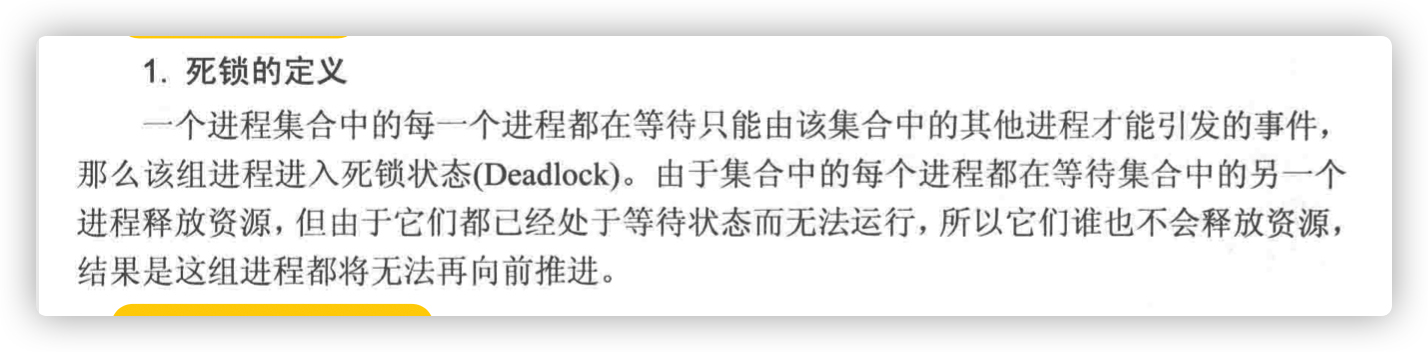 1. 死锁的定义
一个进程集合中的每一个进程都在等待只能由该集合中的其他进程才能引发的事件，
那么该组进程进入死锁状态(Deadlock)。由于集合中的每个进程都在等待集合中的另一个
进程释放资源，但由于它们都已经处于等待状态而无法运行，所以它们谁也不会释放资源，
结果是这组进程都将无法再向前推进。